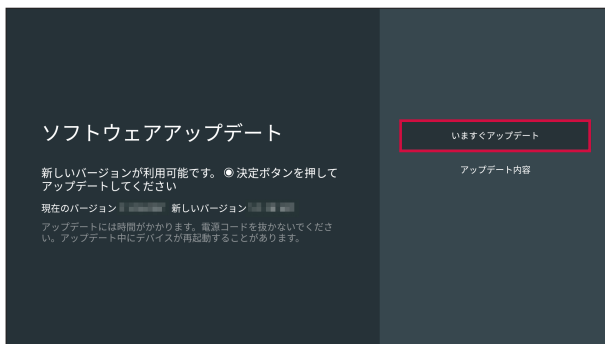 ソフトウェアアップデート
新しいバージョンが利用可能です。◉決定ボタンを押して
アップデートしてください
現在のバージョン 新しいバージョン
アップデートには時間がかかります。電源コードを抜かないでくださ
い。アップデート中にデバイスが再起動することがあります。
いますぐアップデート
アップデート内容